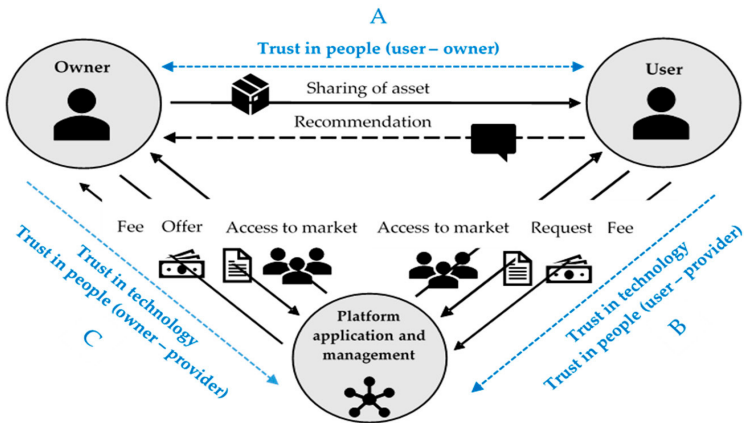 A
Trust in people (user – owner)
Owner
User
Sharing of asset
Recommendation
Fee Offer Access to market Access to market Request Fee
Trust in technology
Trust in people (owner – provider)
C
Trust in technology
Trust in people (user – provider)
B
Platform
application and
management